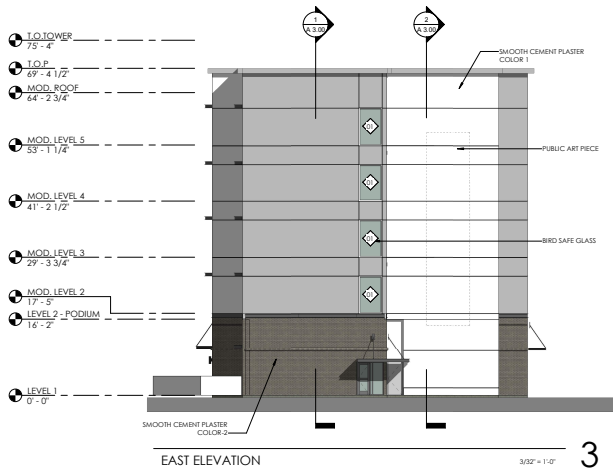 1
A 3.00
2
A 3.00
T.O.TOWER
75' - 4"
T.O.P
69' - 4 1/2"
MOD. ROOF
64' - 2 3/4"
MOD. LEVEL 5
53' - 1 1/4"
MOD. LEVEL 4
41' - 2 1/2"
MOD. LEVEL 3
29' - 3 3/4"
MOD. LEVEL 2
17' - 5"
LEVEL 2 - PODIUM
16' - 2"
LEVEL 1
0' - 0"
SMOOTH CEMENT PLASTER
COLOR 1
PUBLIC ART PIECE
BIRD SAFE GLASS
01
01
01
01
SMOOTH CEMENT PLASTER
COLOR-2
EAST ELEVATION
3/32" = 1'-0"
3